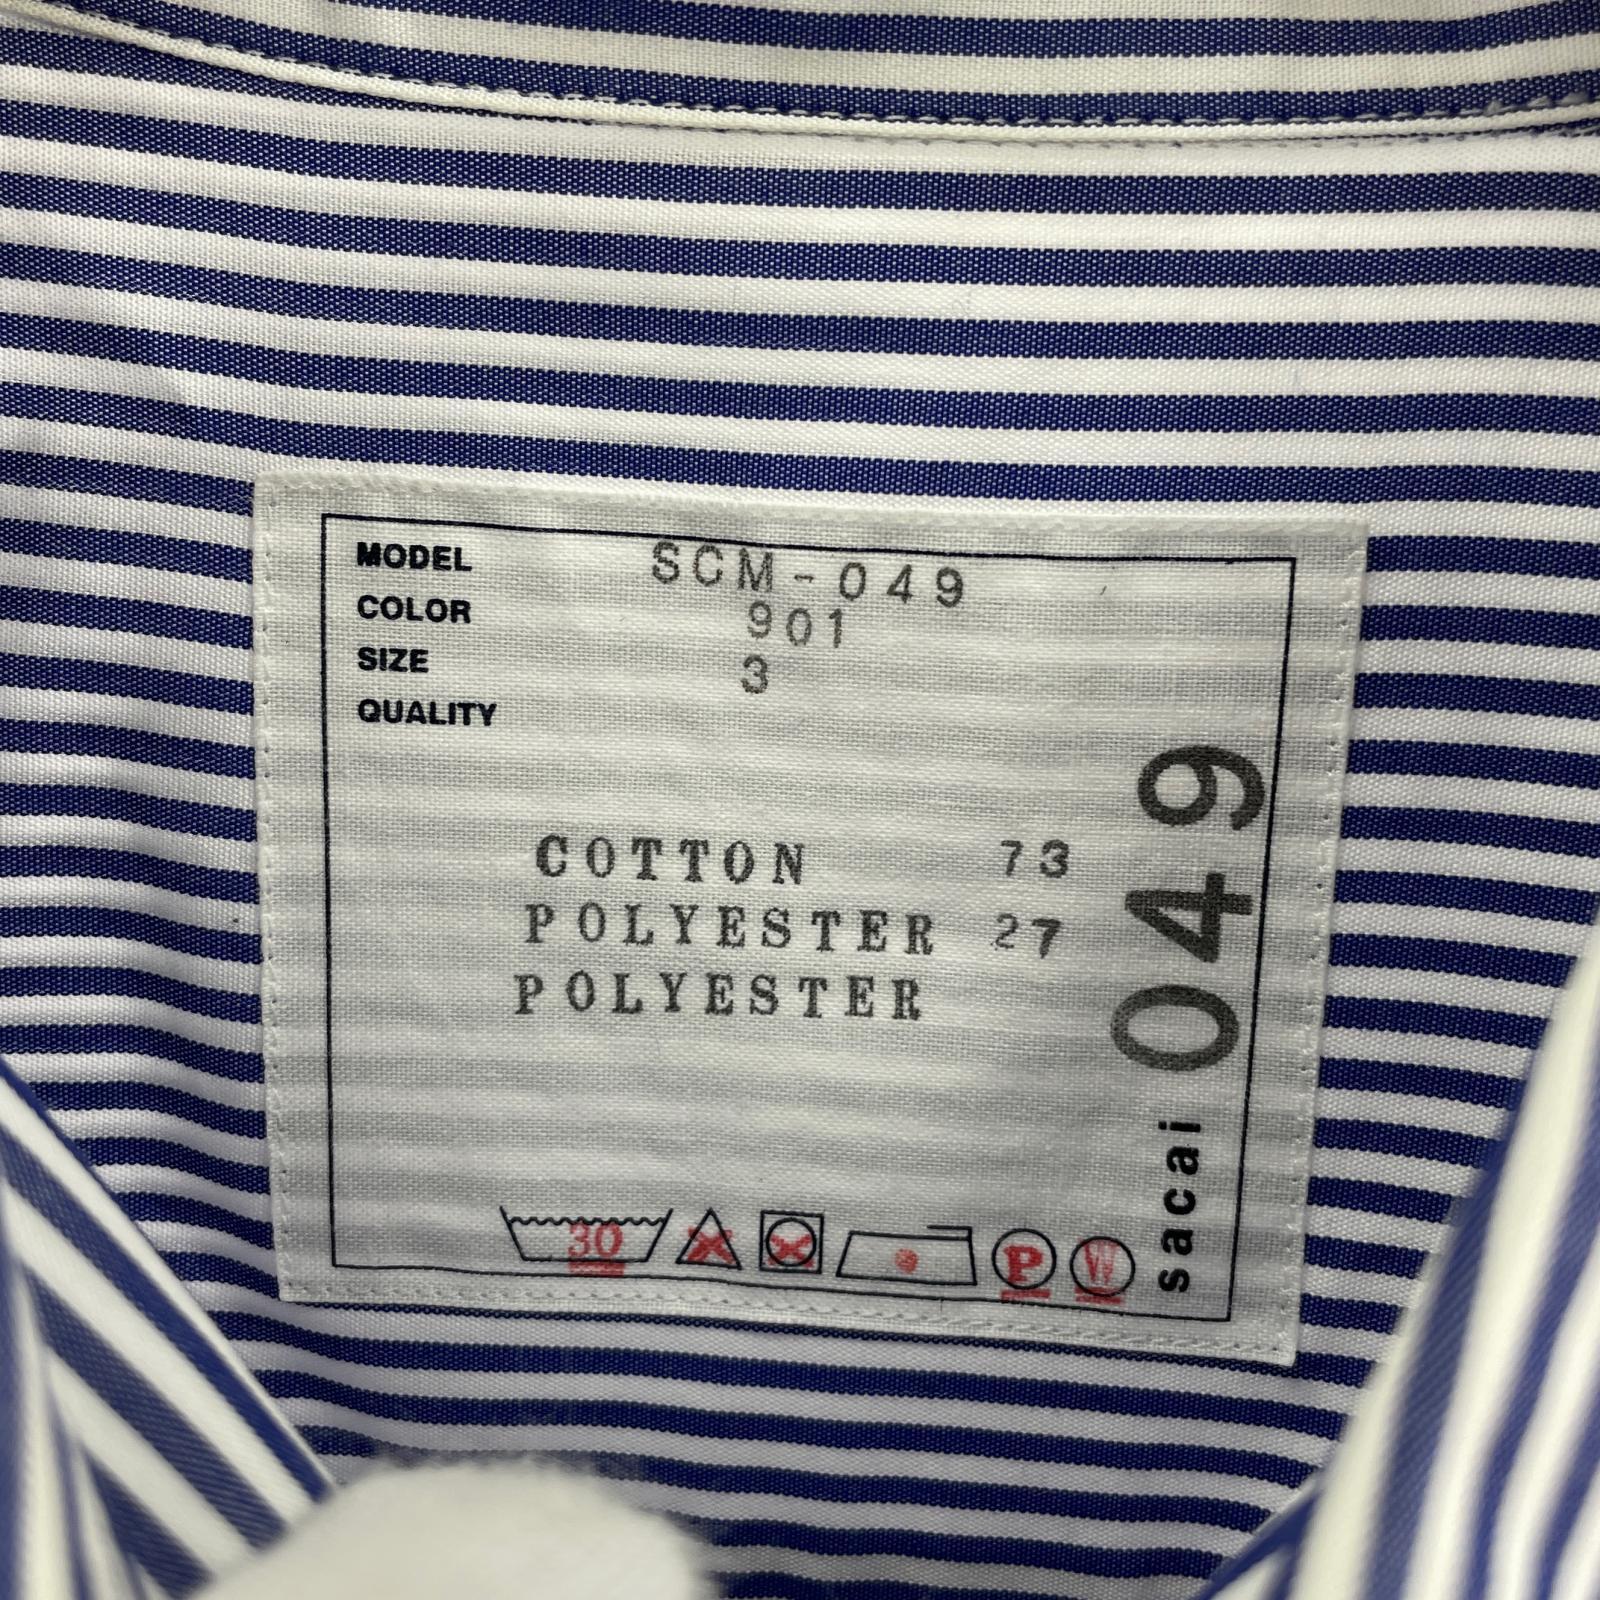 MODEL SCM-049
COLOR 901
SIZE 3
QUALITY
COTTON 73
POLYESTER 27
POLYESTER
30
P
W
sacai 049